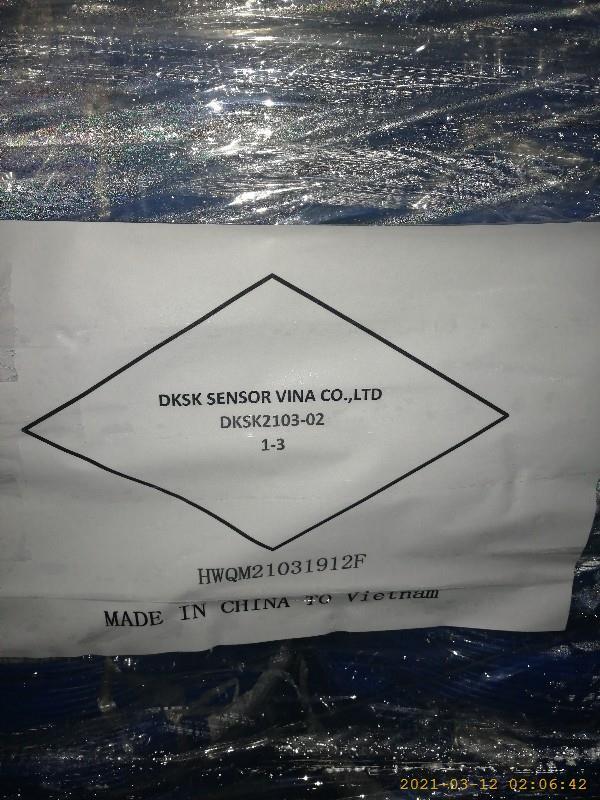 DKSK SENSOR VINA CO.,LTD
DKSK2103-02
1-3
HWQM21031912F
MADE IN CHINA TO Vietnam
2021-03-12 02:06:42